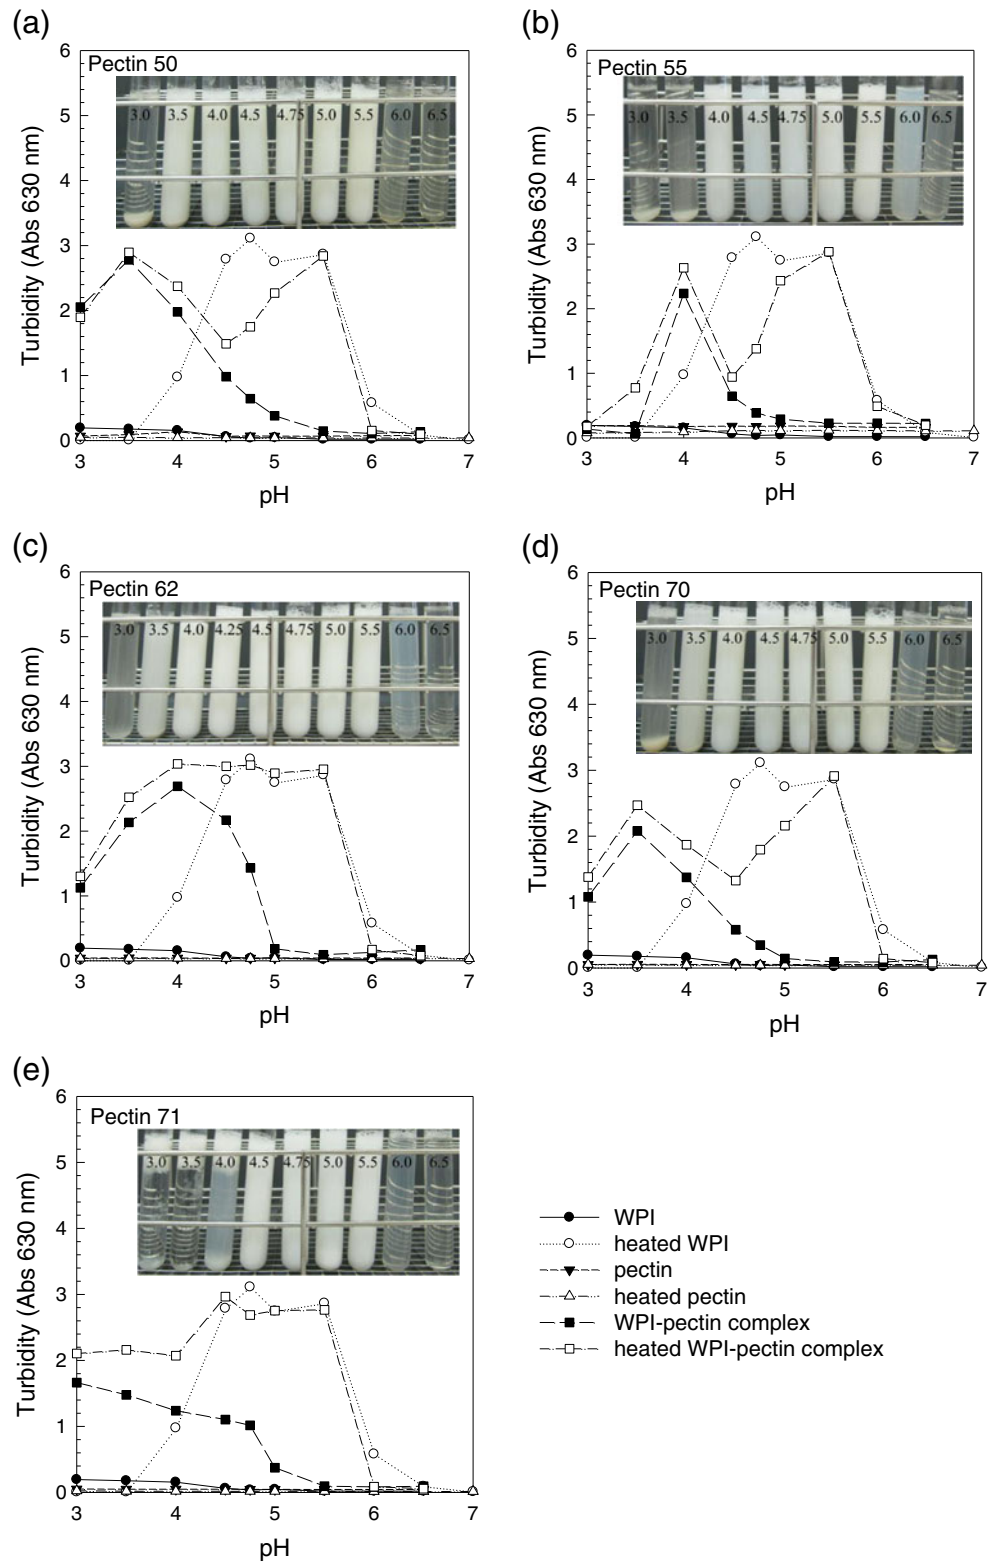 (a)
Pectin 50
3.0 3.5 4.0 4.5 4.75 5.0 5.5 6.0 6.5
Turbidity (Abs 630 nm)
6
5
4
3
2
1
0
3 4 5 6 7
pH
(b)
Pectin 55
3.0 3.5 4.0 4.5 4.75 5.0 5.5 6.0 6.5
Turbidity (Abs 630 nm)
6
5
4
3
2
1
0
3 4 5 6 7
pH
(c)
Pectin 62
3.0 3.5 4.0 4.25 4.5 4.75 5.0 5.5 6.0 6.5
Turbidity (Abs 630 nm)
6
5
4
3
2
1
0
3 4 5 6 7
pH
(d)
Pectin 70
3.0 3.5 4.0 4.5 4.75 5.0 5.5 6.0 6.5
Turbidity (Abs 630 nm)
6
5
4
3
2
1
0
3 4 5 6 7
pH
(e)
Pectin 71
3.0 3.5 4.0 4.5 4.75 5.0 5.5 6.0 6.5
Turbidity (Abs 630 nm)
6
5
4
3
2
1
0
3 4 5 6 7
pH
WPI
heated WPI
pectin
heated pectin
WPI-pectin complex
heated WPI-pectin complex